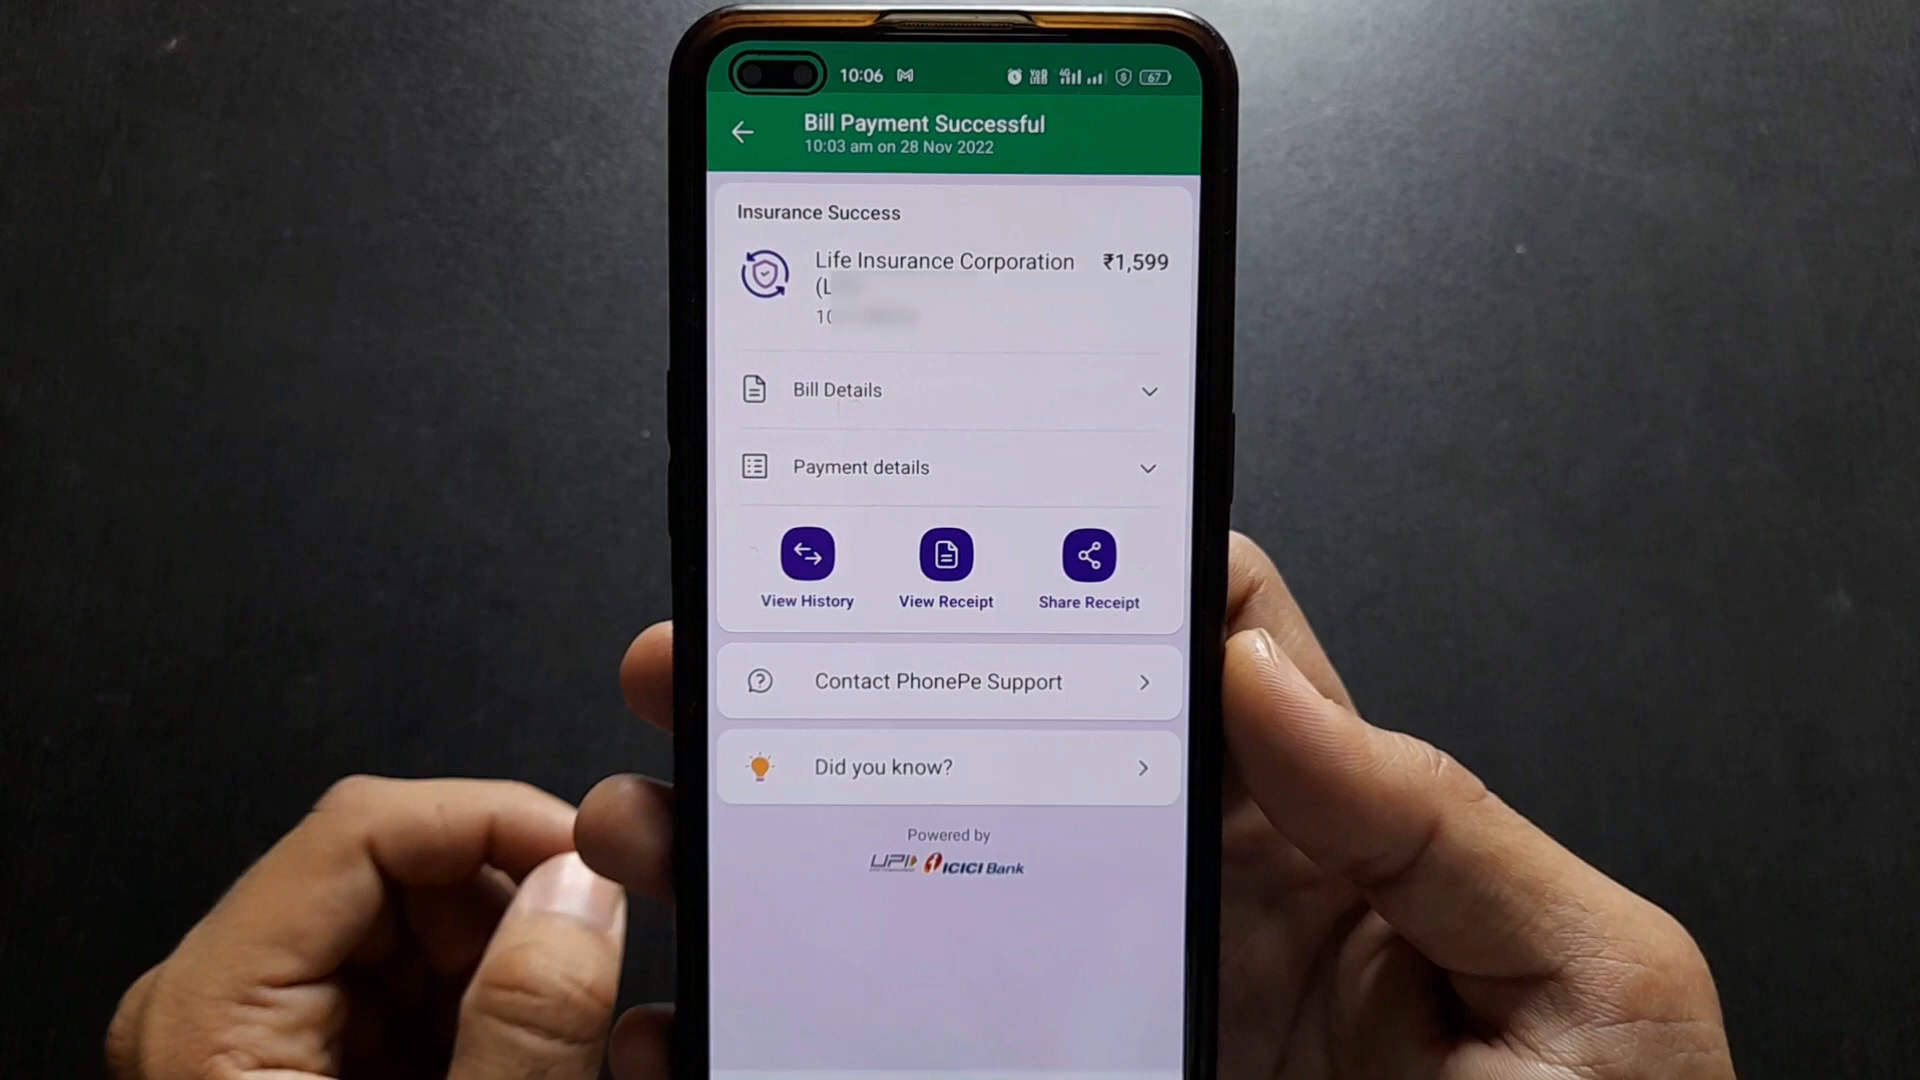 10:06
67
Bill Payment Successful
10:03 am on 28 Nov 2022
Insurance Success
Life Insurance Corporation ₹1,599
(L
10
Bill Details
Payment details
View History View Receipt Share Receipt
Contact PhonePe Support
Did you know?
Powered by
UPI ICICI Bank